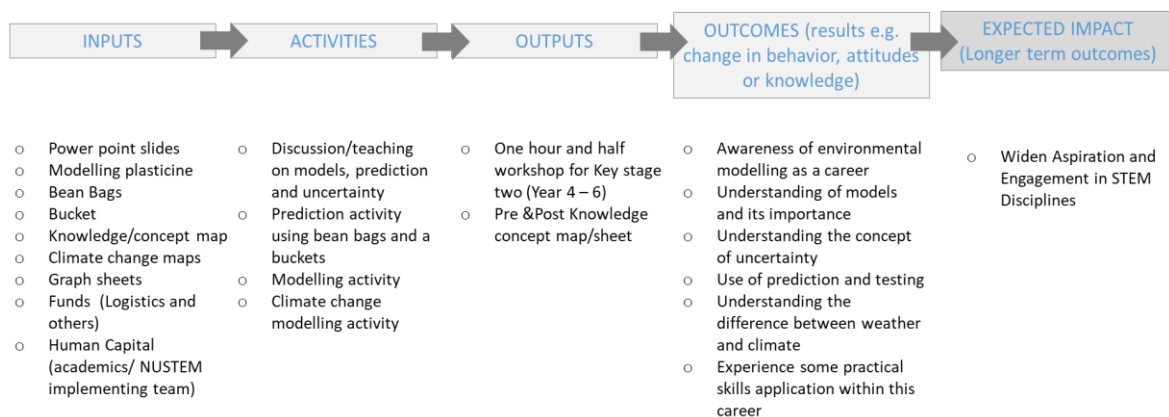 INPUTS
ACTIVITIES
OUTPUTS
OUTCOMES (results e.g.
change in behavior, attitudes
or knowledge)
EXPECTED IMPACT
(Longer term outcomes)
o Power point slides
o Modelling plasticine
o Bean Bags
o Bucket
o Knowledge/concept map
o Climate change maps
o Graph sheets
o Funds (Logistics and
others)
o Human Capital
(academics/ NUSTEM
implementing team)
o Discussion/teaching
on models, prediction
and uncertainty
o Prediction activity
using bean bags and a
buckets
o Modelling activity
o Climate change
modelling activity
o One hour and half
workshop for Key stage
two (Year 4 – 6)
o Pre &Post Knowledge
concept map/sheet
o Awareness of environmental
modelling as a career
o Understanding of models
and its importance
o Understanding the concept
of uncertainty
o Use of prediction and testing
o Understanding the
difference between weather
and climate
o Experience some practical
skills application within this
career
o Widen Aspiration and
Engagement in STEM
Disciplines